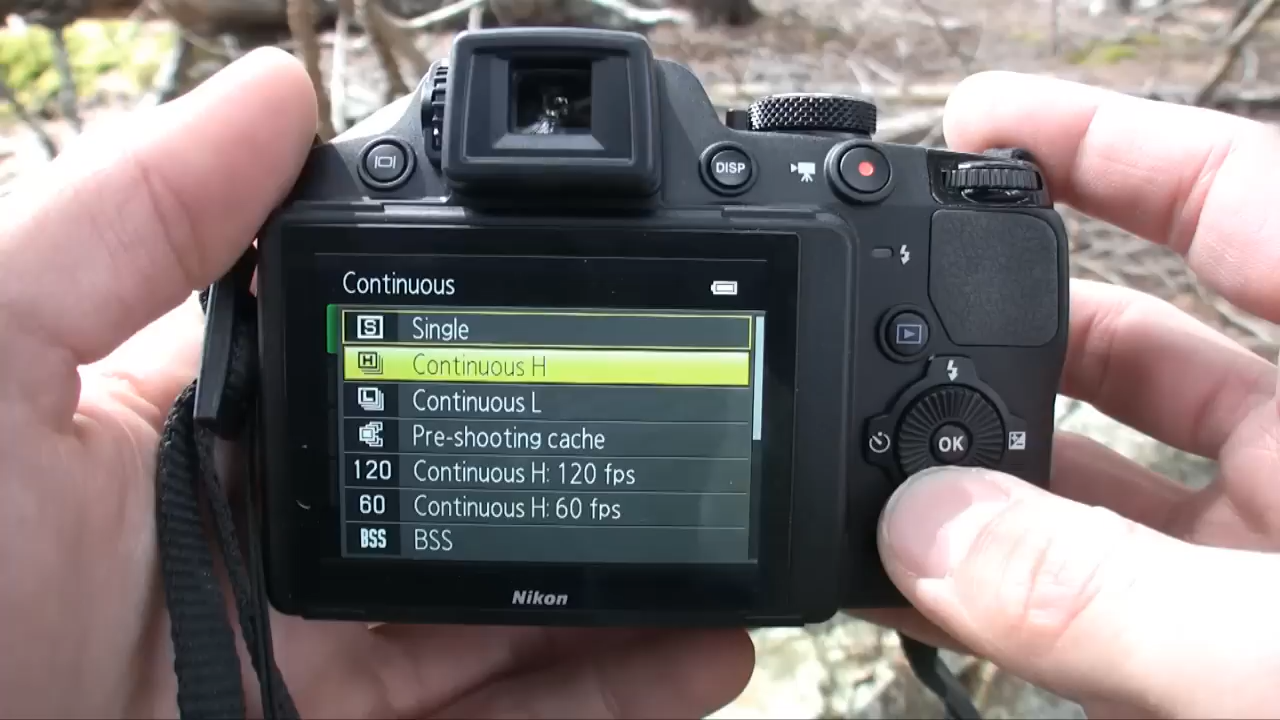 DISP
Continuous
S Single
H Continuous H
L Continuous L
Pre-shooting cache
120 Continuous H: 120 fps
60 Continuous H: 60 fps
BSS BSS
OK
Nikon